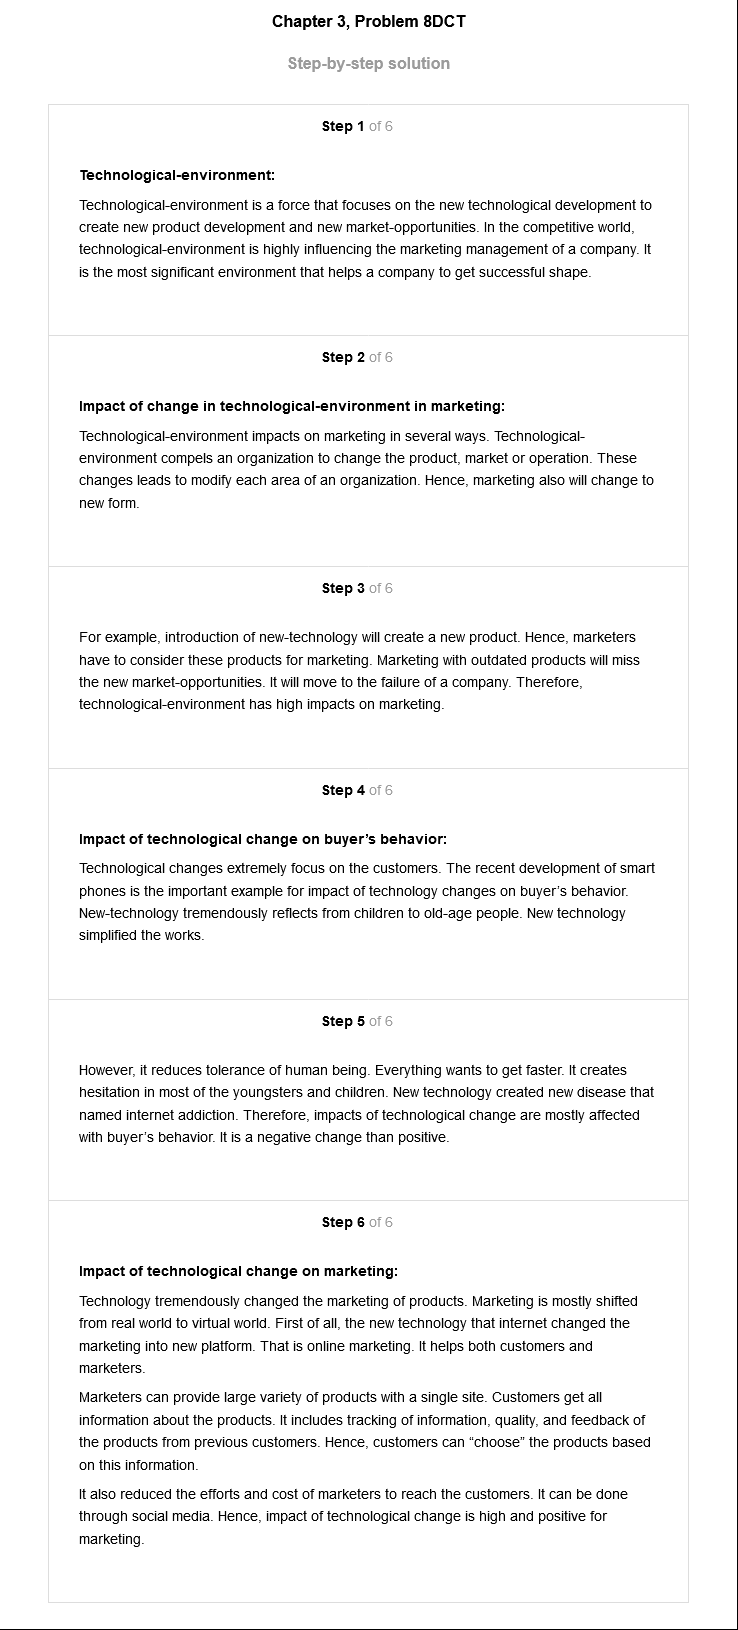 Chapter 3, Problem 8DCT
Step-by-step solution
Step 1 of 6
Technological-environment:
Technological-environment is a force that focuses on the new technological development to
create new product development and new market-opportunities. In the competitive world,
technological-environment is highly influencing the marketing management of a company. It
is the most significant environment that helps a company to get successful shape.
Step 2 of 6
Impact of change in technological-environment in marketing:
Technological-environment impacts on marketing in several ways. Technological-
environment compels an organization to change the product, market or operation. These
changes leads to modify each area of an organization. Hence, marketing also will change to
new form.
Step 3 of 6
For example, introduction of new-technology will create a new product. Hence, marketers
have to consider these products for marketing. Marketing with outdated products will miss
the new market-opportunities. It will move to the failure of a company. Therefore,
technological-environment has high impacts on marketing.
Step 4 of 6
Impact of technological change on buyer’s behavior:
Technological changes extremely focus on the customers. The recent development of smart
phones is the important example for impact of technology changes on buyer’s behavior.
New-technology tremendously reflects from children to old-age people. New technology
simplified the works.
Step 5 of 6
However, it reduces tolerance of human being. Everything wants to get faster. It creates
hesitation in most of the youngsters and children. New technology created new disease that
named internet addiction. Therefore, impacts of technological change are mostly affected
with buyer’s behavior. It is a negative change than positive.
Step 6 of 6
Impact of technological change on marketing:
Technology tremendously changed the marketing of products. Marketing is mostly shifted
from real world to virtual world. First of all, the new technology that internet changed the
marketing into new platform. That is online marketing. It helps both customers and
marketers.
Marketers can provide large variety of products with a single site. Customers get all
information about the products. It includes tracking of information, quality, and feedback of
the products from previous customers. Hence, customers can “choose” the products based
on this information.
It also reduced the efforts and cost of marketers to reach the customers. It can be done
through social media. Hence, impact of technological change is high and positive for
marketing.